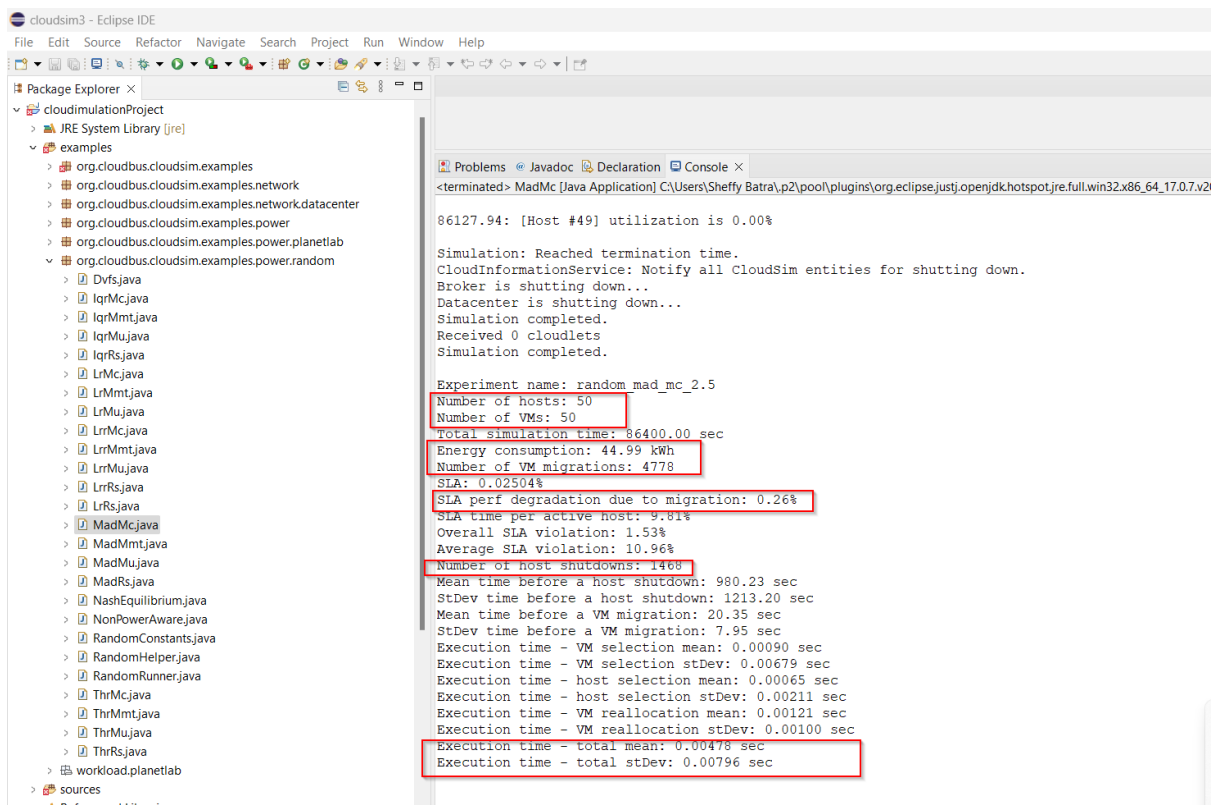 cloudsim3 - Eclipse IDE
File Edit Source Refactor Navigate Search Project Run Window Help
Package Explorer
cloudimulationProject
JRE System Library [jre]
examples
org.cloudbus.cloudsim.examples
org.cloudbus.cloudsim.examples.network
org.cloudbus.cloudsim.examples.network.datacenter
org.cloudbus.cloudsim.examples.power
org.cloudbus.cloudsim.examples.power.planetlab
org.cloudbus.cloudsim.examples.power.random
Dvfs.java
IqrMc.java
IqrMmt.java
IqrMu.java
IqrRs.java
LrMc.java
LrMmt.java
LrMu.java
LrrMc.java
LrrMmt.java
LrrMu.java
LrrRs.java
LrRs.java
MadMc.java
MadMmt.java
MadMu.java
MadRs.java
NashEquilibrium.java
NonPowerAware.java
RandomConstants.java
RandomHelper.java
RandomRunner.java
ThrMc.java
ThrMmt.java
ThrMu.java
ThrRs.java
workload.planetlab
sources
Problems Javadoc Declaration Console
<terminated> MadMc [Java Application] C:\Users\Sheffy Batra\.p2\pool\plugins\org.eclipse.justj.openjdk.hotspot.jre.full.win32.x86_64_17.0.7.v20
86127.94: [Host #49] utilization is 0.00%
Simulation: Reached termination time.
CloudInformationService: Notify all CloudSim entities for shutting down.
Broker is shutting down...
Datacenter is shutting down...
Simulation completed.
Received 0 cloudlets
Simulation completed.
Experiment name: random_mad_mc_2.5
Number of hosts: 50
Number of VMs: 50
Total simulation time: 86400.00 sec
Energy consumption: 44.99 kWh
Number of VM migrations: 4778
SLA: 0.02504%
SLA perf degradation due to migration: 0.26%
SLA time per active host: 9.81%
Overall SLA violation: 1.53%
Average SLA violation: 10.96%
Number of host shutdowns: 1468
Mean time before a host shutdown: 980.23 sec
StDev time before a host shutdown: 1213.20 sec
Mean time before a VM migration: 20.35 sec
StDev time before a VM migration: 7.95 sec
Execution time - VM selection mean: 0.00090 sec
Execution time - VM selection stDev: 0.00679 sec
Execution time - host selection mean: 0.00065 sec
Execution time - host selection stDev: 0.00211 sec
Execution time - VM reallocation mean: 0.00121 sec
Execution time - VM reallocation stDev: 0.00100 sec
Execution time - total mean: 0.00478 sec
Execution time - total stDev: 0.00796 sec